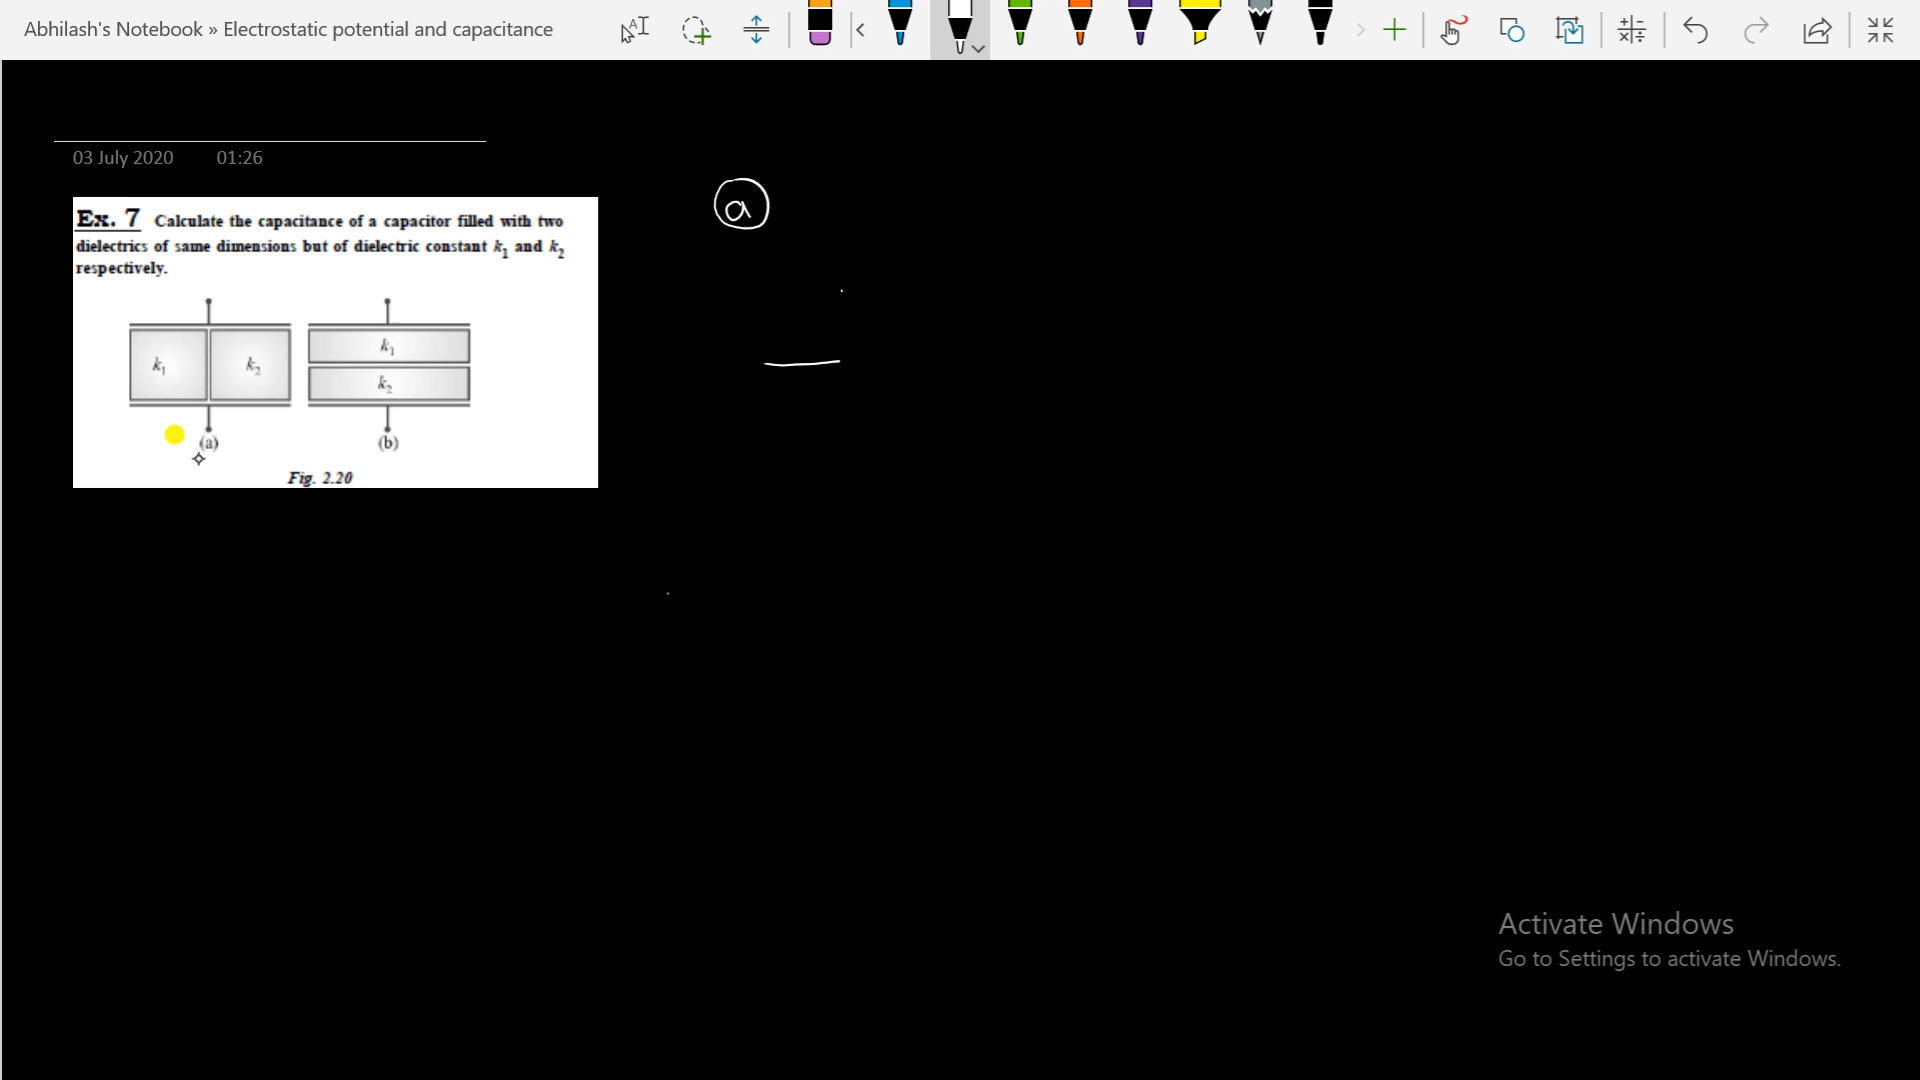 Abhilash's Notebook » Electrostatic potential and capacitance
03 July 2020 01:26
Ex. 7 Calculate the capacitance of a capacitor filled with two
dielectrics of same dimensions but of dielectric constant k₁ and k₂
respectively.
k₁ k₂
k₁
k₂
(a) (b)
Fig. 2.20
a
Activate Windows
Go to Settings to activate Windows.